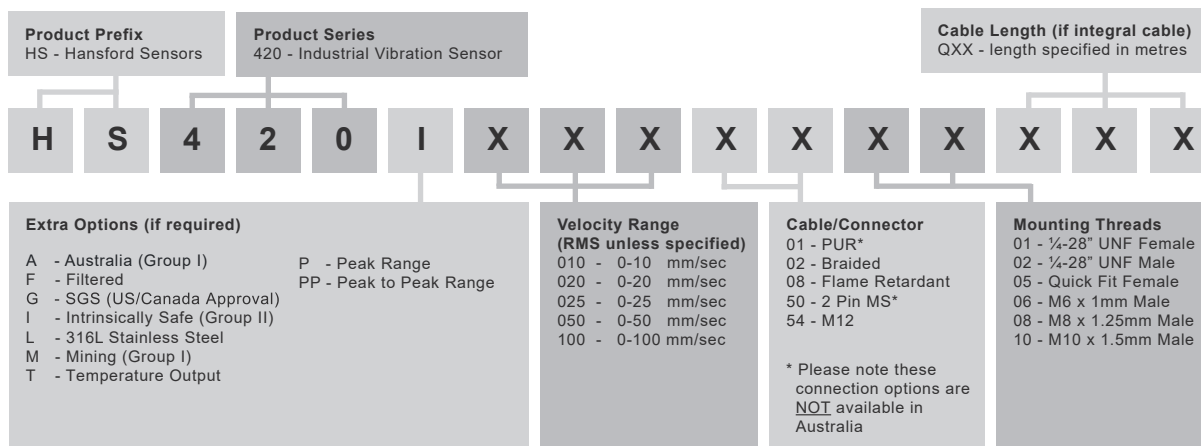 Product Prefix
HS - Hansford Sensors
Product Series
420 - Industrial Vibration Sensor
Cable Length (if integral cable)
QXX - length specified in metres
H S 4 2 0 I X X X X X X X X X X
Extra Options (if required)
A - Australia (Group I)
F - Filtered
G - SGS (US/Canada Approval)
I - Intrinsically Safe (Group II)
L - 316L Stainless Steel
M - Mining (Group I)
T - Temperature Output
P - Peak Range
PP - Peak to Peak Range
Velocity Range
(RMS unless specified)
010 - 0-10 mm/sec
020 - 0-20 mm/sec
025 - 0-25 mm/sec
050 - 0-50 mm/sec
100 - 0-100 mm/sec
Cable/Connector
01 - PUR*
02 - Braided
08 - Flame Retardant
50 - 2 Pin MS*
54 - M12
* Please note these
connection options are
NOT available in
Australia
Mounting Threads
01 - ¼-28” UNF Female
02 - ¼-28” UNF Male
05 - Quick Fit Female
06 - M6 x 1mm Male
08 - M8 x 1.25mm Male
10 - M10 x 1.5mm Male